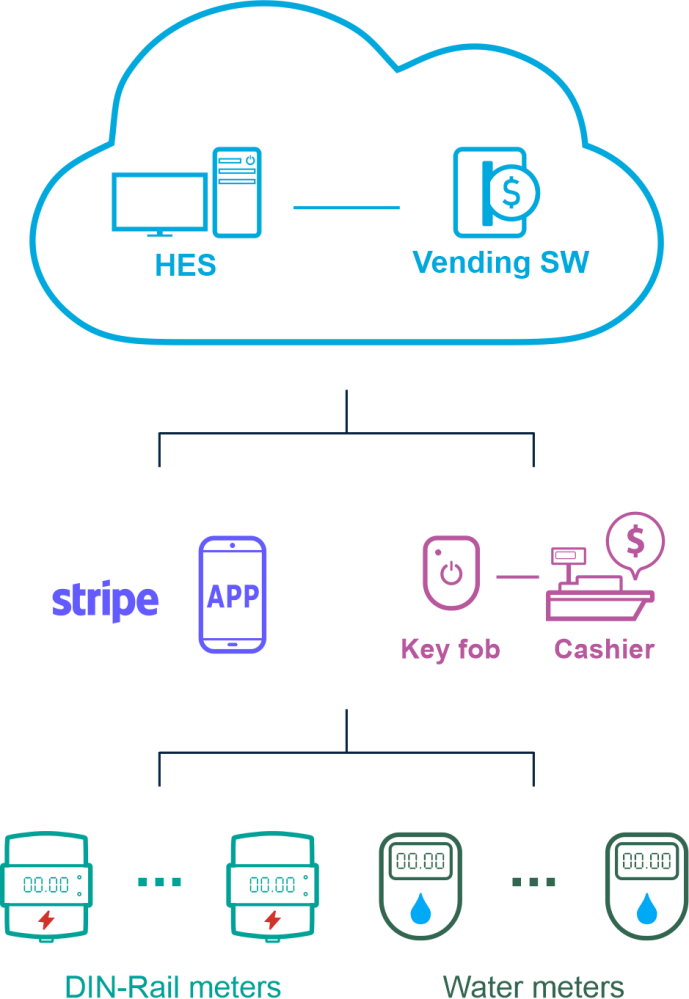 HES
Vending SW
$
stripe
APP
$
Key fob
Cashier
00.00
00.00
00.00
00.00
DIN-Rail meters
Water meters